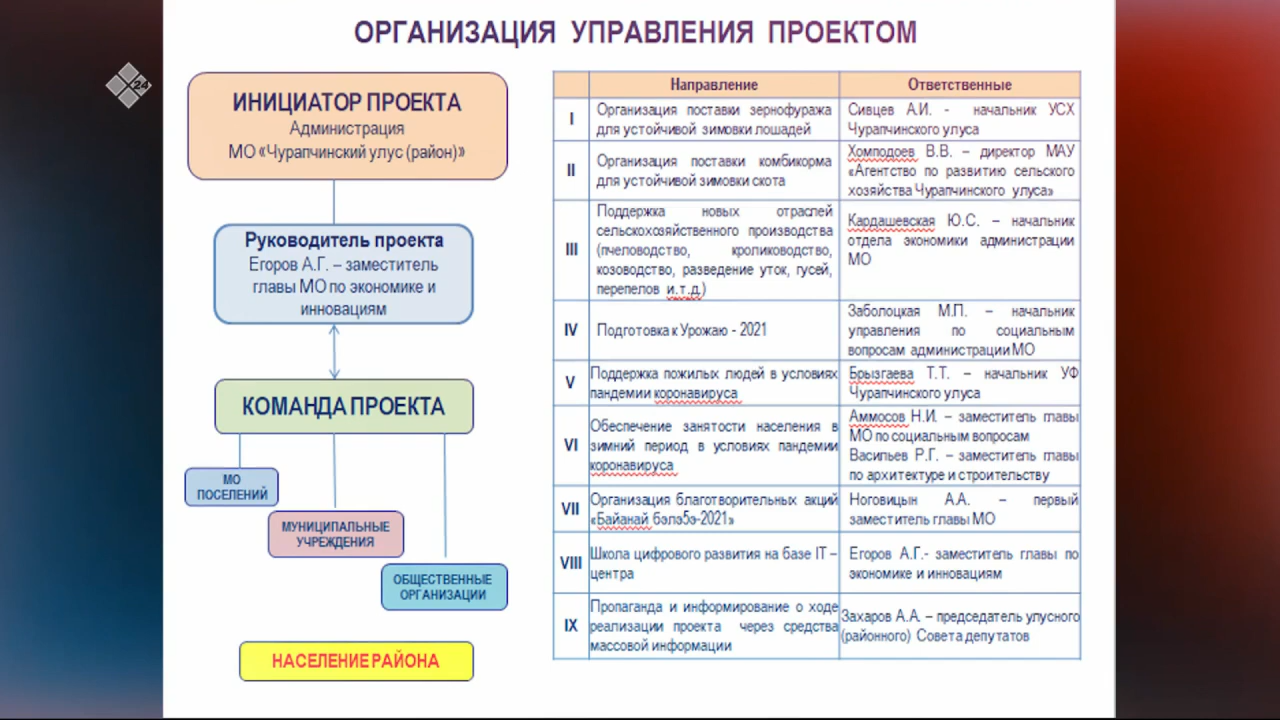 ОРГАНИЗАЦИЯ УПРАВЛЕНИЯ ПРОЕКТОМ
X24
ИНИЦИАТОР ПРОЕКТА
Администрация
МО «Чурапчинский улус (район)»
Руководитель проекта
Егоров А.Г. – заместитель
главы МО по экономике и
инновациям
КОМАНДА ПРОЕКТА
МО
ПОСЕЛЕНИЙ
МУНИЦИПАЛЬНЫЕ
УЧРЕЖДЕНИЯ
ОБЩЕСТВЕННЫЕ
ОРГАНИЗАЦИИ
НАСЕЛЕНИЕ РАЙОНА
Направление
Ответственные
I
Организация поставки зернофуража
для устойчивой зимовки лошадей
Сивцев А.И. - начальник УСХ
Чурапчинского улуса
II
Организация поставки комбикорма
для устойчивой зимовки скота
Хомподоев В.В. – директор МАУ
«Агентство по развитию сельского
хозяйства Чурапчинского улуса»
III
Поддержка новых отраслей
сельскохозяйственного производства
(пчеловодство, кролиководство,
козоводство, разведение уток, гусей,
перепелов и.т.д.)
Кардашевская Ю.С. – начальник
отдела экономики администрации
МО
IV
Подготовка к Урожаю - 2021
Заболоцкая М.П. – начальник
управления по социальным
вопросам администрации МО
V
Поддержка пожилых людей в условиях
пандемии коронавируса
Брызгаева Т.Т. – начальник УФ
Чурапчинского улуса
VI
Обеспечение занятости населения в
зимний период в условиях пандемии
коронавируса
Аммосов Н.И. – заместитель главы
МО по социальным вопросам
Васильев Р.Г. – заместитель главы
по архитектуре и строительству
VII
Организация благотворительных акций
«Байанай бэлэ5э-2021»
Ноговицын А.А. – первый
заместитель главы МО
VIII
Школа цифрового развития на базе IT –
центра
Егоров А.Г.- заместитель главы по
экономике и инновациям
IX
Пропаганда и информирование о ходе
реализации проекта через средства
массовой информации
Захаров А.А. – председатель улусного
(районного) Совета депутатов